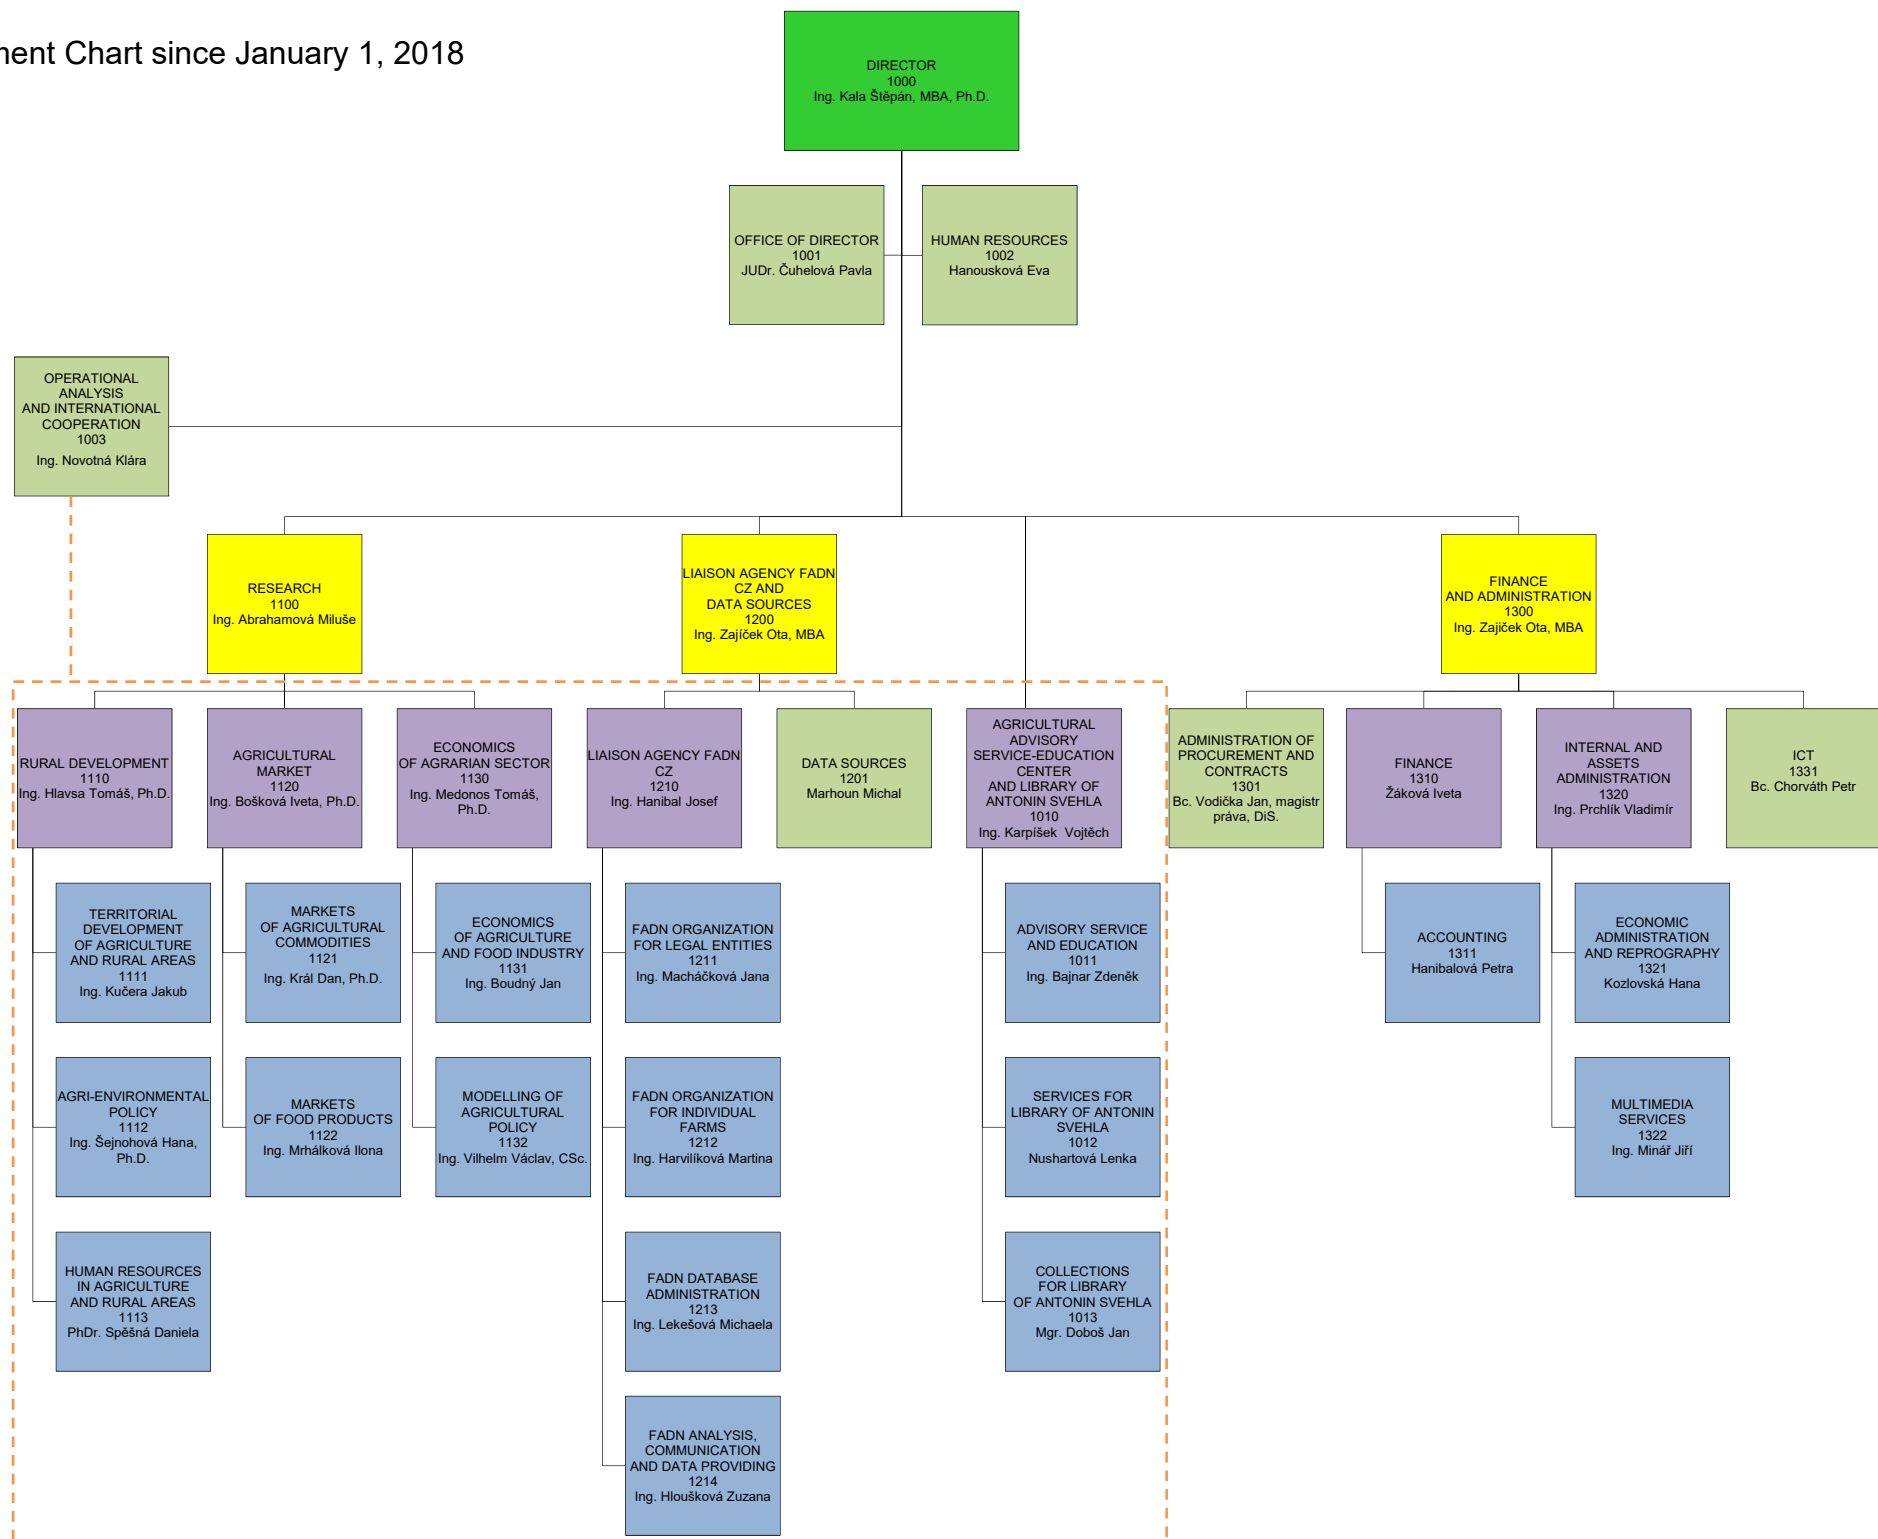 ment Chart since January 1, 2018
DIRECTOR
1000
Ing. Kala Štěpán, MBA, Ph.D.
OFFICE OF DIRECTOR
1001
JUDr. Čuhelová Pavla
HUMAN RESOURCES
1002
Hanousková Eva
OPERATIONAL
ANALYSIS
AND INTERNATIONAL
COOPERATION
1003
Ing. Novotná Klára
RESEARCH
1100
Ing. Abrahamová Miluše
LIAISON AGENCY FADN
CZ AND
DATA SOURCES
1200
Ing. Zajíček Ota, MBA
FINANCE
AND ADMINISTRATION
1300
Ing. Zajiček Ota, MBA
RURAL DEVELOPMENT
1110
Ing. Hlavsa Tomáš, Ph.D.
AGRICULTURAL
MARKET
1120
Ing. Bošková Iveta, Ph.D.
ECONOMICS
OF AGRARIAN SECTOR
1130
Ing. Medonos Tomáš,
Ph.D.
LIAISON AGENCY FADN
CZ
1210
Ing. Hanibal Josef
DATA SOURCES
1201
Marhoun Michal
AGRICULTURAL
ADVISORY
SERVICE-EDUCATION
CENTER
AND LIBRARY OF
ANTONIN SVEHLA
1010
Ing. Karpíšek  Vojtěch
ADMINISTRATION OF
PROCUREMENT AND
CONTRACTS
1301
Bc. Vodička Jan, magistr
práva, DiS.
FINANCE
1310
Žáková Iveta
INTERNAL AND
ASSETS
ADMINISTRATION
1320
Ing. Prchlík Vladimír
ICT
1331
Bc. Chorváth Petr
TERRITORIAL
DEVELOPMENT
OF AGRICULTURE
AND RURAL AREAS
1111
Ing. Kučera Jakub
MARKETS
OF AGRICULTURAL
COMMODITIES
1121
Ing. Král Dan, Ph.D.
ECONOMICS
OF AGRICULTURE
AND FOOD INDUSTRY
1131
Ing. Boudný Jan
FADN ORGANIZATION
FOR LEGAL ENTITIES
1211
Ing. Macháčková Jana
ADVISORY SERVICE
AND EDUCATION
1011
Ing. Bajnar Zdeněk
ACCOUNTING
1311
Hanibalová Petra
ECONOMIC
ADMINISTRATION
AND REPROGRAPHY
1321
Kozlovská Hana
AGRI-ENVIRONMENTAL
POLICY
1112
Ing. Šejnohová Hana,
Ph.D.
MARKETS
OF FOOD PRODUCTS
1122
Ing. Mrhálková Ilona
MODELLING OF
AGRICULTURAL
POLICY
1132
Ing. Vilhelm Václav, CSc.
FADN ORGANIZATION
FOR INDIVIDUAL
FARMS
1212
Ing. Harvilíková Martina
SERVICES FOR
LIBRARY OF ANTONIN
SVEHLA
1012
Nushartová Lenka
MULTIMEDIA
SERVICES
1322
Ing. Minář Jiří
HUMAN RESOURCES
IN AGRICULTURE
AND RURAL AREAS
1113
PhDr. Spěšná Daniela
FADN DATABASE
ADMINISTRATION
1213
Ing. Lekešová Michaela
COLLECTIONS
FOR LIBRARY
OF ANTONIN SVEHLA
1013
Mgr. Doboš Jan
FADN ANALYSIS,
COMMUNICATION
AND DATA PROVIDING
1214
Ing. Hloušková Zuzana